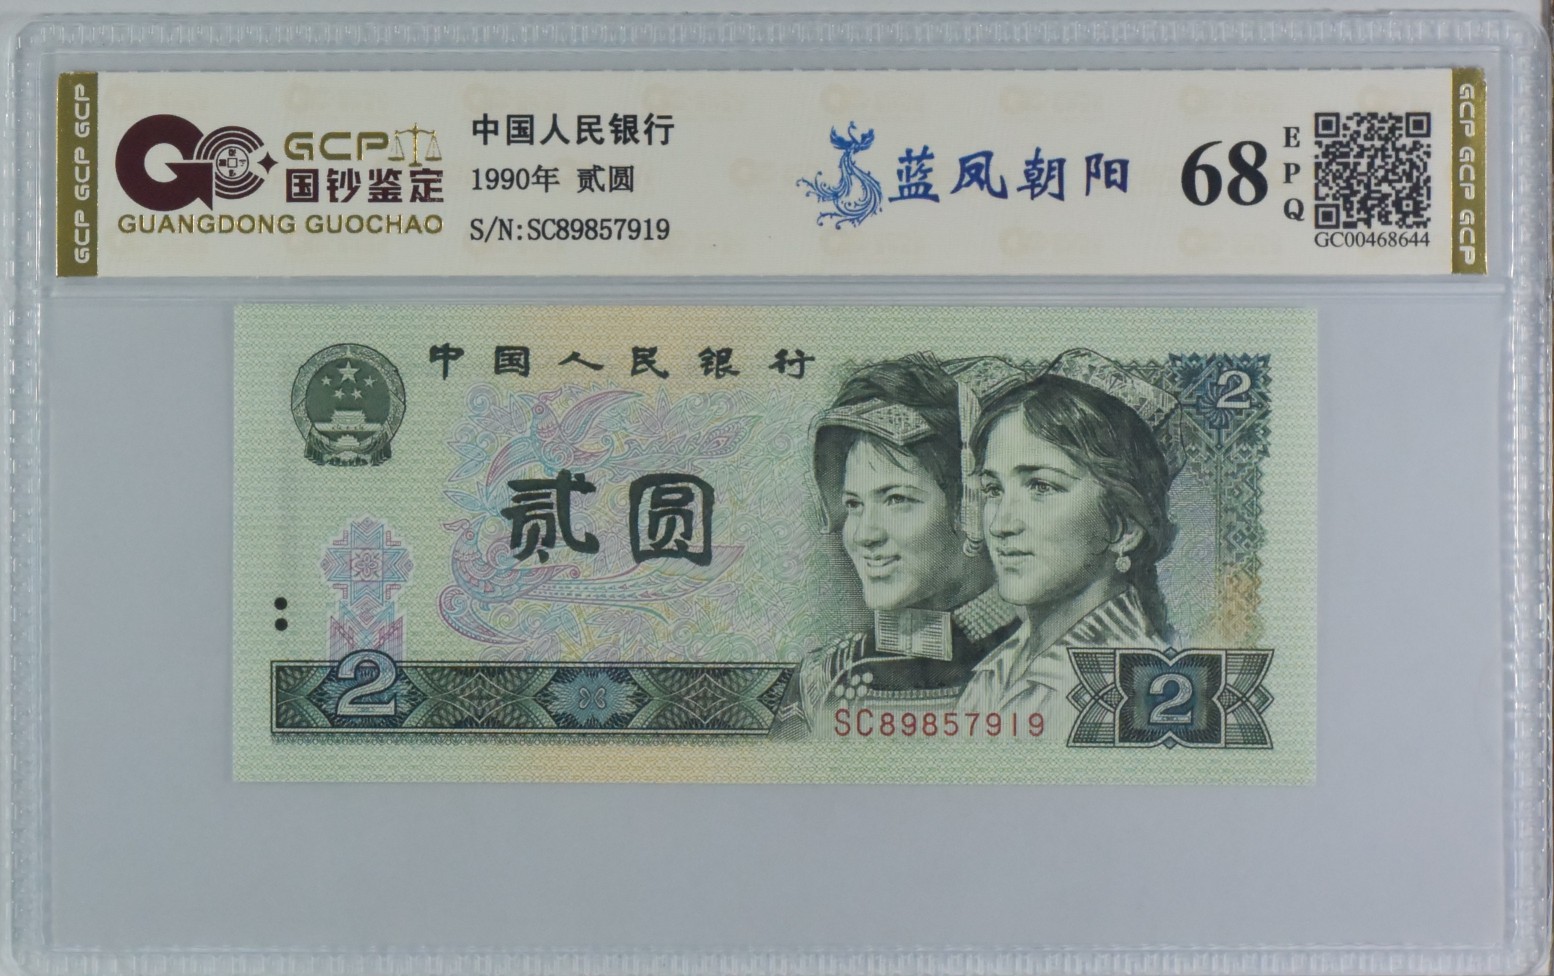 GCP GCP GCP
GCP
国钞鉴定
GUANGDONG GUOCHAO
中国人民银行
1990年 贰圆
S/N:SC89857919
蓝凤朝阳
68
EPQ
GC00468644
GCP GCP GCP
中国人民银行
2
贰圆
2
SC89857919
2